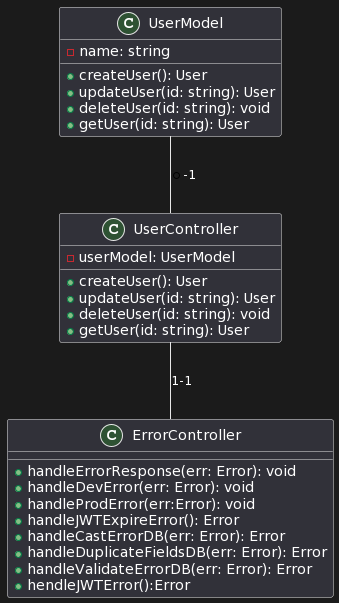 C UserModel
name: string
createUser(): User
updateUser(id: string): User
deleteUser(id: string): void
getUser(id: string): User
-1
C UserController
userModel: UserModel
createUser(): User
updateUser(id: string): User
deleteUser(id: string): void
getUser(id: string): User
1-1
C ErrorController
handleErrorResponse(err: Error): void
handleDevError(err: Error): void
handleProdError(err:Error): void
handleJWTExpireError(): Error
handleCastErrorDB(err: Error): Error
handleDuplicateFieldsDB(err: Error): Error
handleValidateErrorDB(err: Error): Error
hendleJWTError():Error